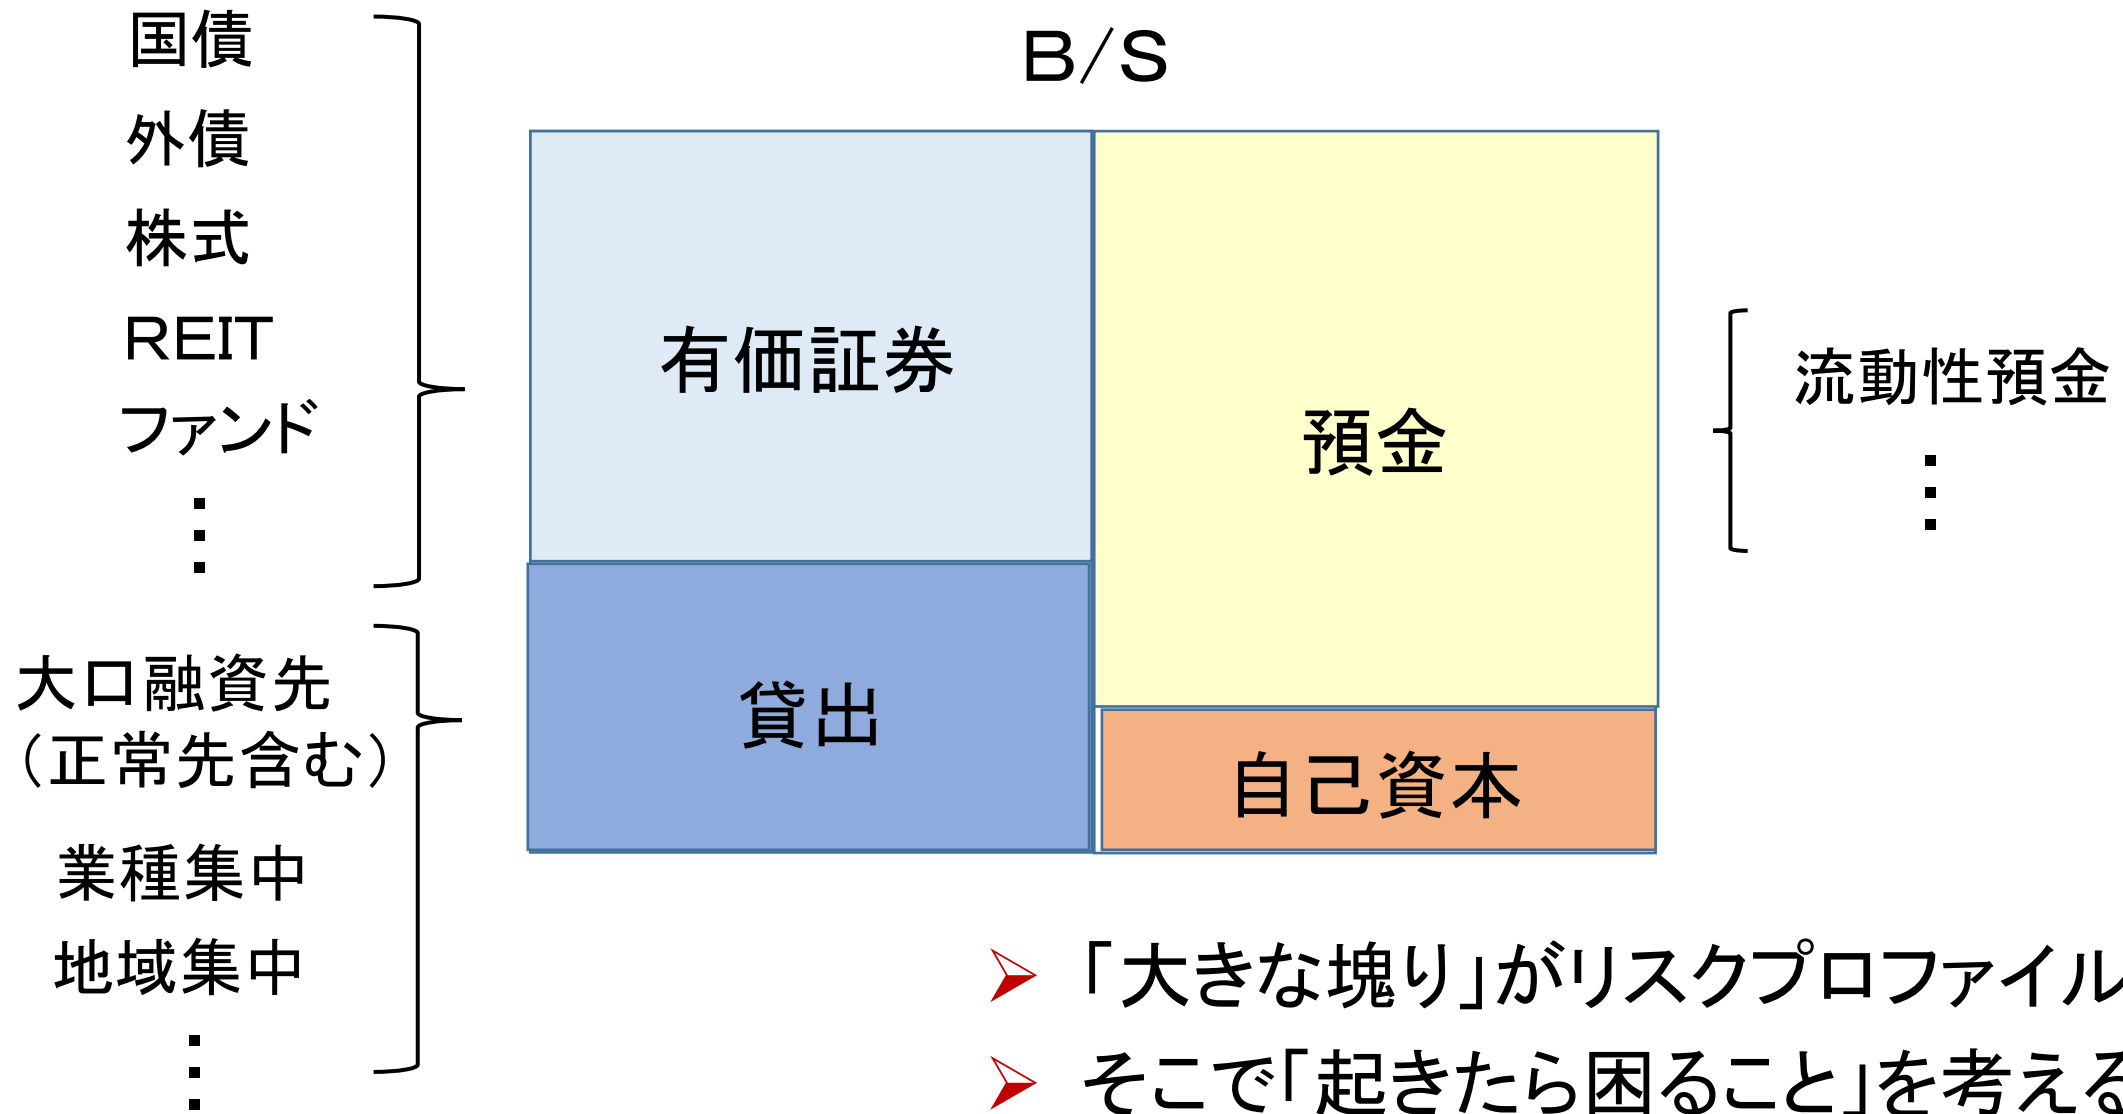 B/S
国債
外債
株式
REIT
ファンド
大口融資先
（正常先含む）
業種集中
地域集中
有価証券
貸出
預金
自己資本
流動性預金
「大きな塊り」がリスクプロファイル
そこで「起きたら困ること」を考える